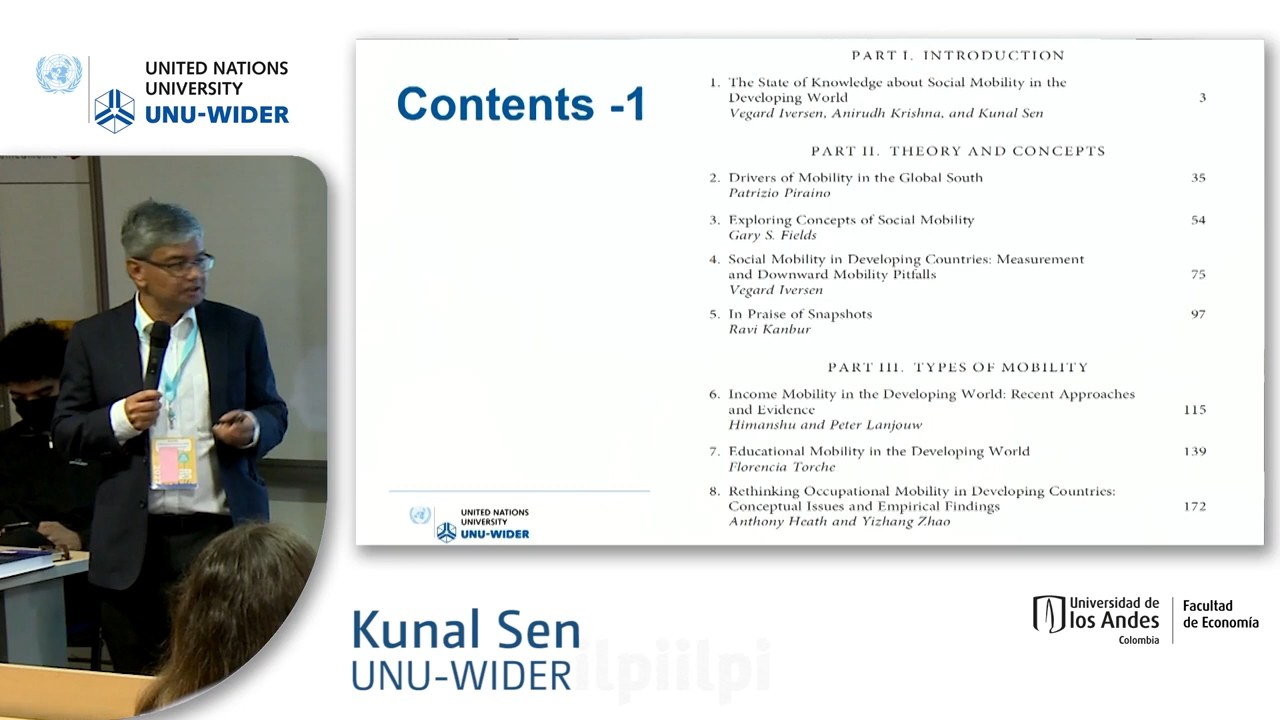 UNITED NATIONS
UNIVERSITY
UNU-WIDER
Contents -1
PART I. INTRODUCTION
1. The State of Knowledge about Social Mobility in the
Developing World 3
Vegard Iversen, Anirudh Krishna, and Kunal Sen
PART II. THEORY AND CONCEPTS
2. Drivers of Mobility in the Global South 35
Patrizio Piraino
3. Exploring Concepts of Social Mobility 54
Gary S. Fields
4. Social Mobility in Developing Countries: Measurement
and Downward Mobility Pitfalls 75
Vegard Iversen
5. In Praise of Snapshots 97
Ravi Kanbur
PART III. TYPES OF MOBILITY
6. Income Mobility in the Developing World: Recent Approaches
and Evidence 115
Himanshu and Peter Lanjouw
7. Educational Mobility in the Developing World 139
Florencia Torche
8. Rethinking Occupational Mobility in Developing Countries:
Conceptual Issues and Empirical Findings 172
Anthony Heath and Yizhang Zhao
UNITED NATIONS
UNIVERSITY
UNU-WIDER
Kunal Sen
UNU-WIDER
ilpiilpi
Universidad de
los Andes
Colombia
Facultad
de Economía